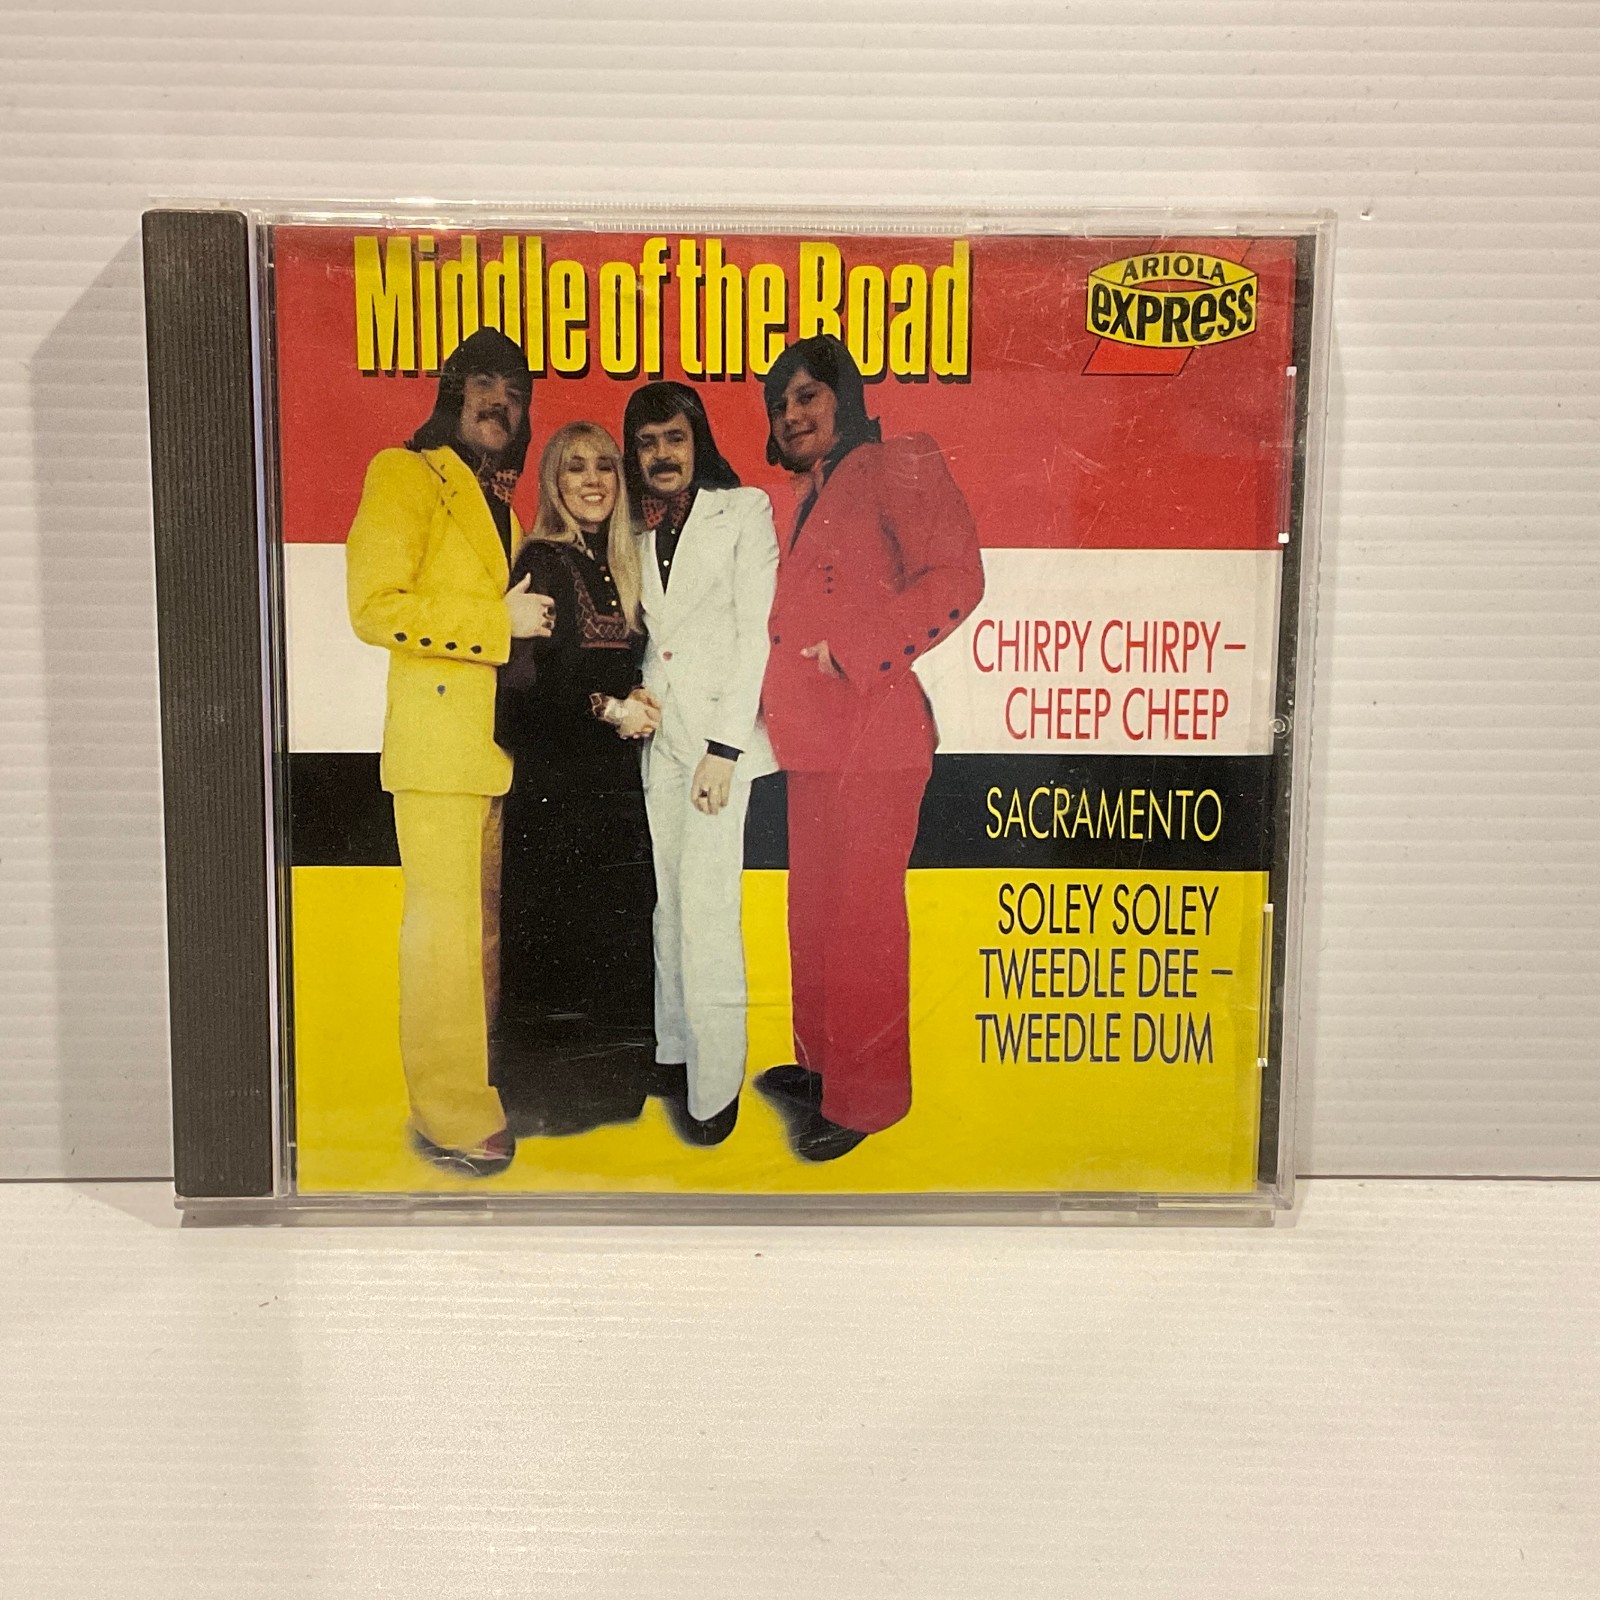 Middle of the Road
ARIOLA
EXPRESS
CHIRPY CHIRPY –
CHEEP CHEEP
SACRAMENTO
SOLEY SOLEY
TWEEDLE DEE –
TWEEDLE DUM